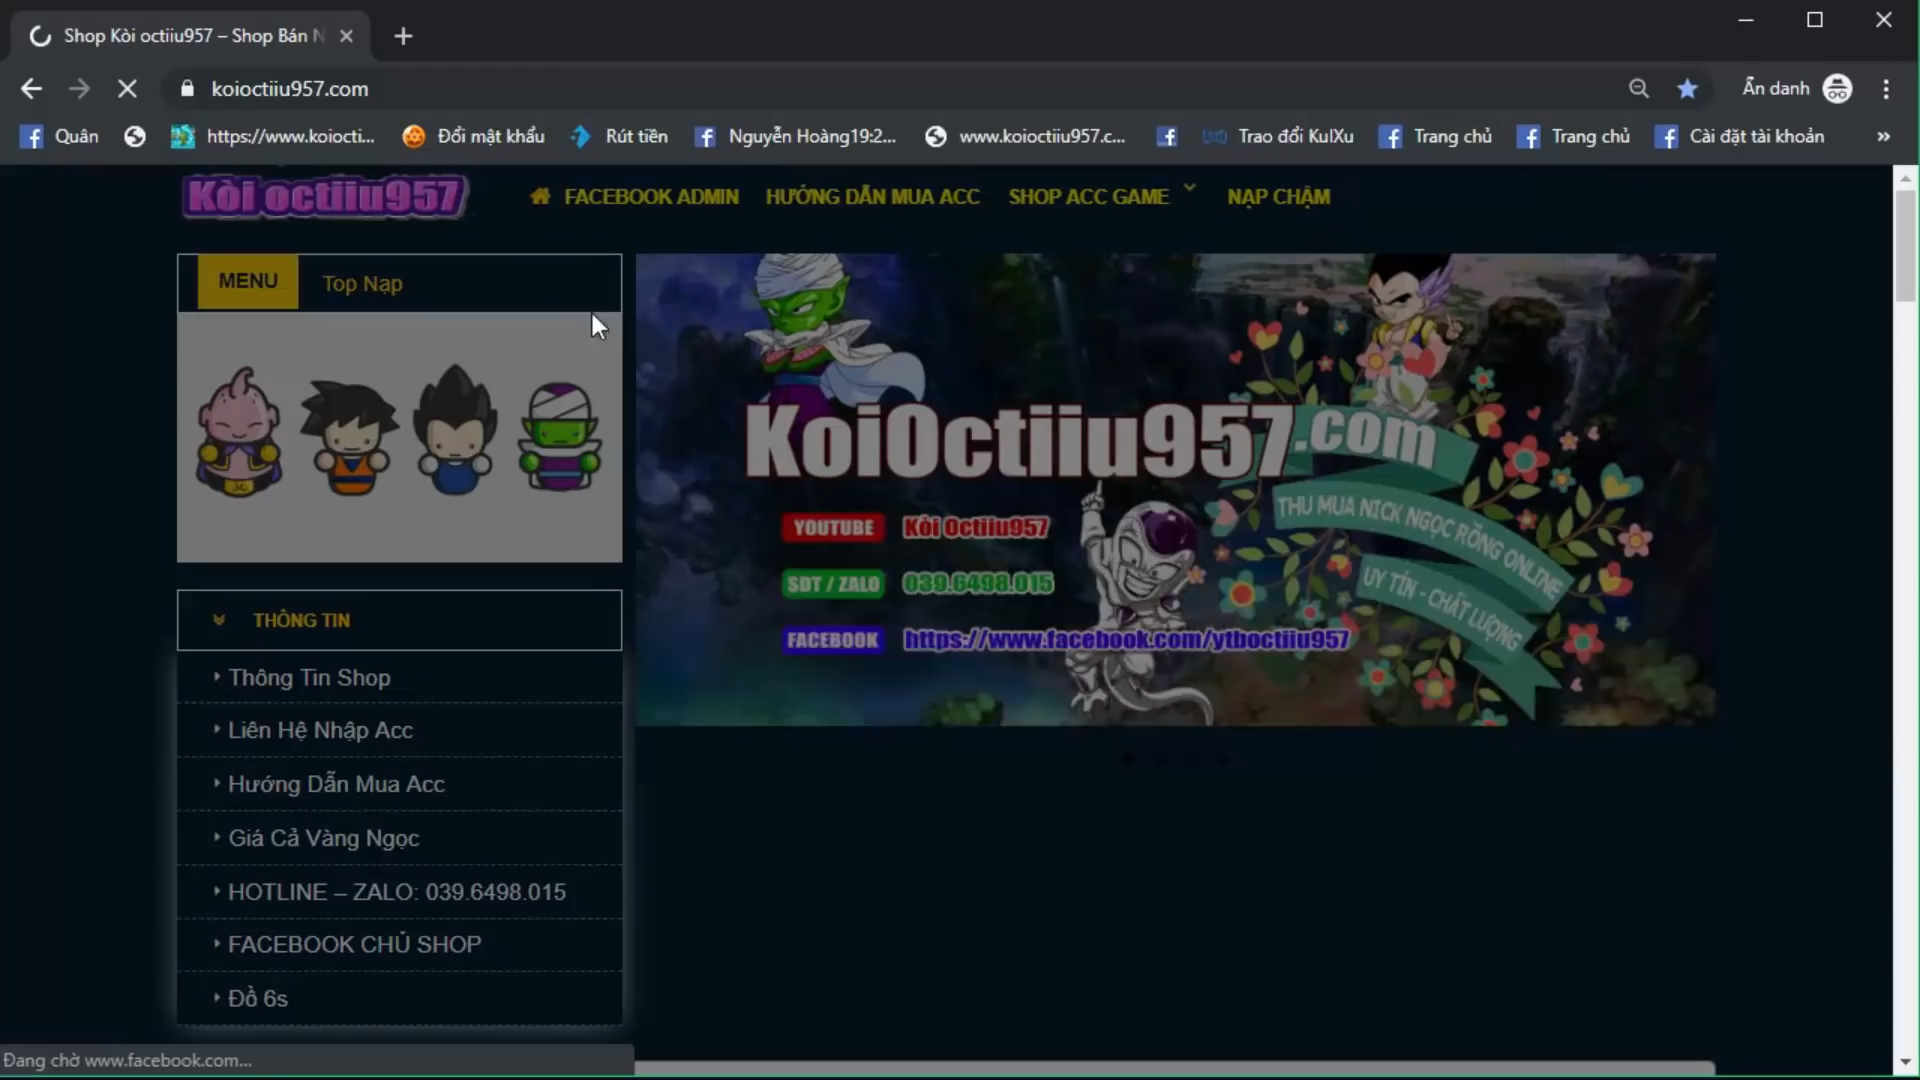 Shop Kòi octiiu957 – Shop Bán N
koioctiiu957.com
Ẩn danh
Quân
https://www.koiocti...
Đổi mật khẩu
Rút tiền
Nguyễn Hoàng19:2...
www.koioctiiu957.c...
Trao đổi KulXu
Trang chủ
Trang chủ
Cài đặt tài khoản
Kòi octiiu957
FACEBOOK ADMIN
HƯỚNG DẪN MUA ACC
SHOP ACC GAME
NẠP CHẬM
MENU
Top Nạp
KoiOctiiu957.com
YOUTUBE Kòi Octiiu957
SDT / ZALO 039.6498.015
FACEBOOK https://www.facebook.com/ytboctiiu957
THU MUA NICK NGỌC RỒNG ONLINE
UY TÍN - CHẤT LƯỢNG
THÔNG TIN
Thông Tin Shop
Liên Hệ Nhập Acc
Hướng Dẫn Mua Acc
Giá Cả Vàng Ngọc
HOTLINE – ZALO: 039.6498.015
FACEBOOK CHỦ SHOP
Đồ 6s
Đang chờ www.facebook.com...